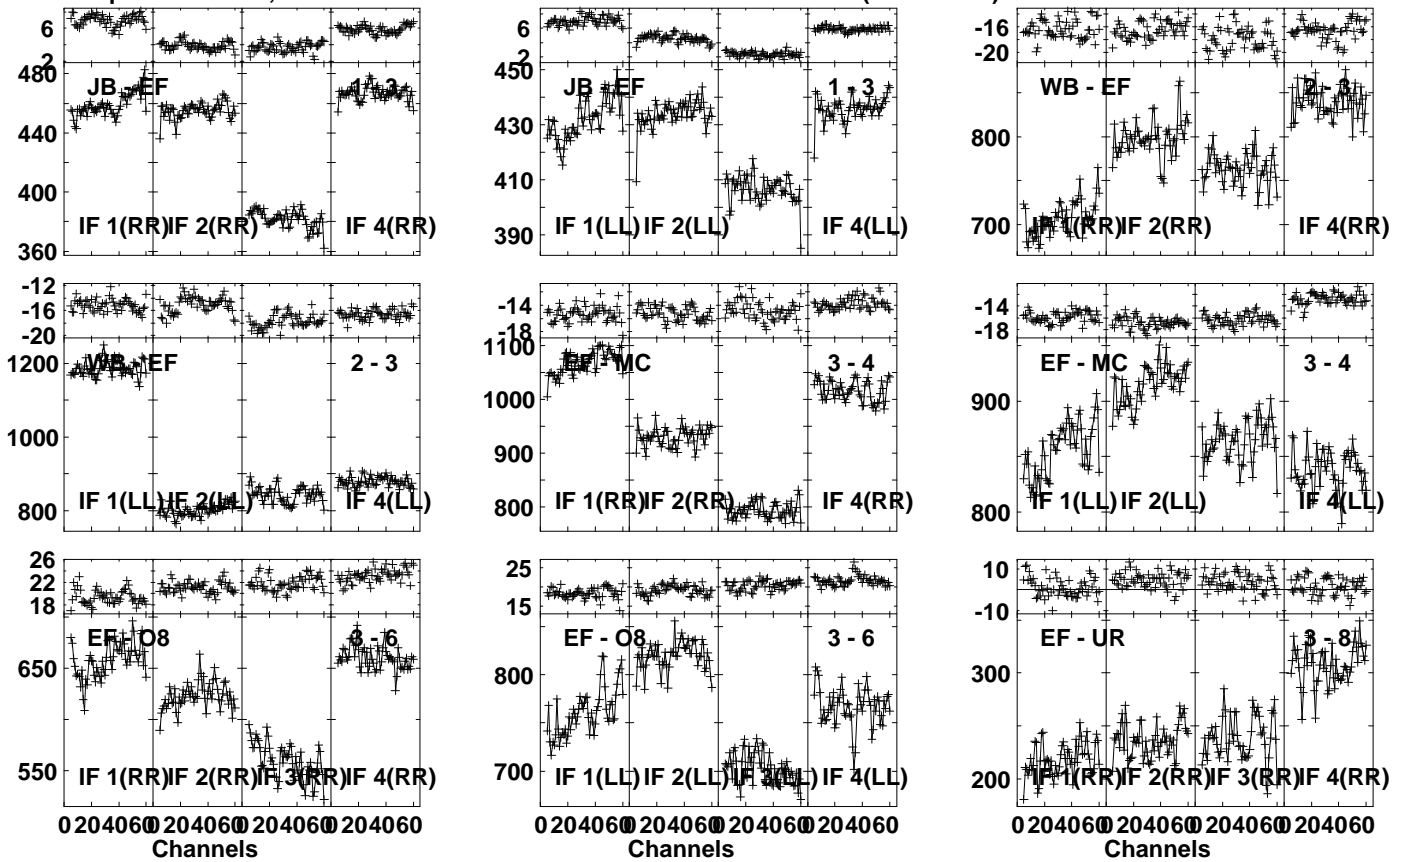 6
2
480
440
400
360
JB - EF
1 - 3
IF 1(RR)
IF 2(RR)
IF 4(RR)
6
2
450
430
410
390
JB - EF
1 - 3
IF 1(LL)
IF 2(LL)
IF 4(LL)
-16
-20
800
700
WB - EF
2 - 3
IF 1(RR)
IF 2(RR)
IF 4(RR)
-12
-16
-20
1200
1000
800
WB - EF
2 - 3
IF 1(LL)
IF 2(LL)
IF 4(LL)
-14
-18
1100
1000
900
800
EF - MC
3 - 4
IF 1(RR)
IF 2(RR)
IF 4(RR)
-14
-18
900
800
EF - MC
3 - 4
IF 1(LL)
IF 2(LL)
IF 4(LL)
26
22
18
650
550
EF - O8
3 - 6
IF 1(RR)
IF 2(RR)
IF 3(RR)
IF 4(RR)
0 204060 0 204060 0 204060 0 204060
Channels
25
15
800
700
EF - O8
3 - 6
IF 1(LL)
IF 2(LL)
IF 3(LL)
IF 4(LL)
0 204060 0 204060 0 204060 0 204060
10
-10
300
200
EF - UR
3 - 8
IF 1(RR)
IF 2(RR)
IF 3(RR)
IF 4(RR)
0 204060 0 204060 0 204060 0 204060
Channels